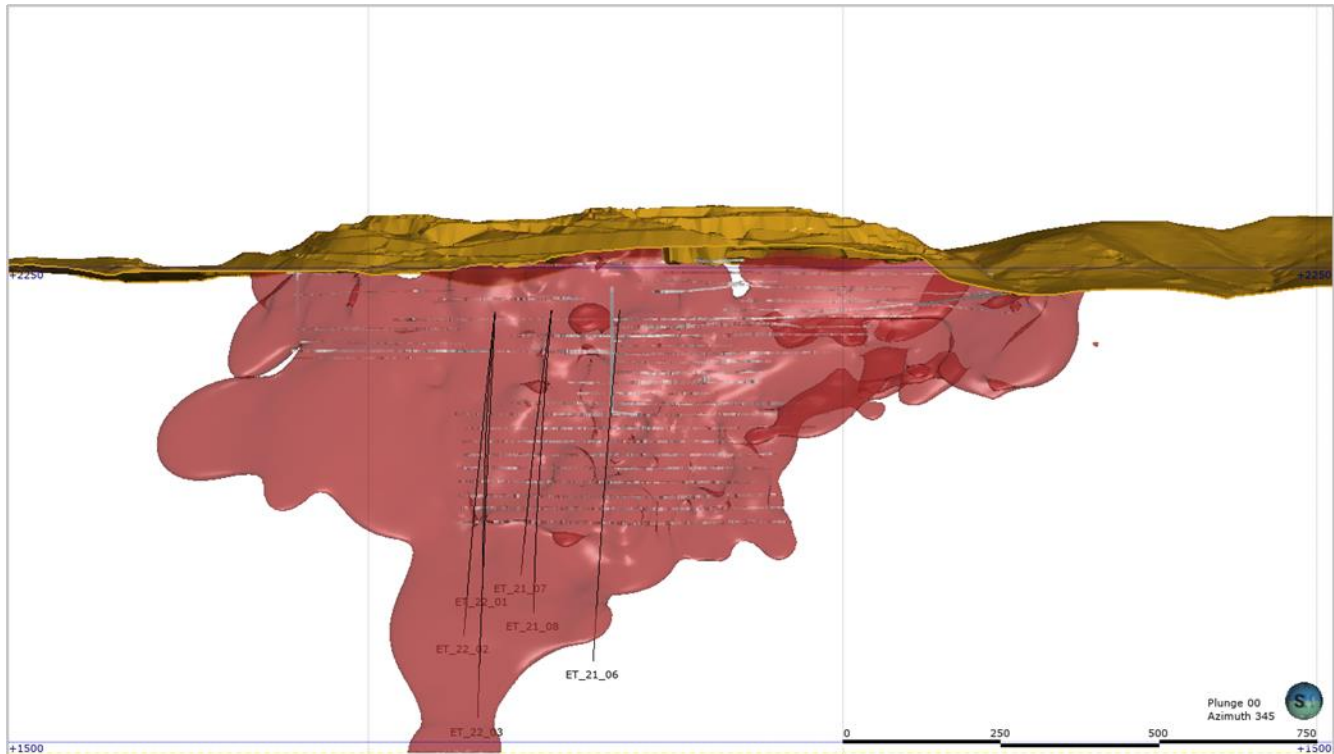 +2250 +2250
ET_21_07
ET_22_01
ET_21_08
ET_22_02
ET_21_06
ET_22_03
Plunge 00
Azimuth 345
0 250 500 750
+1500 +1500